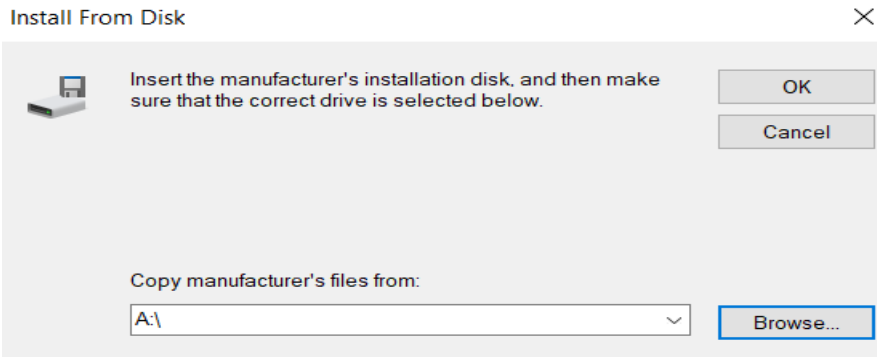 Install From Disk
Insert the manufacturer's installation disk, and then make
sure that the correct drive is selected below.
OK
Cancel
Copy manufacturer's files from:
A:\
Browse...